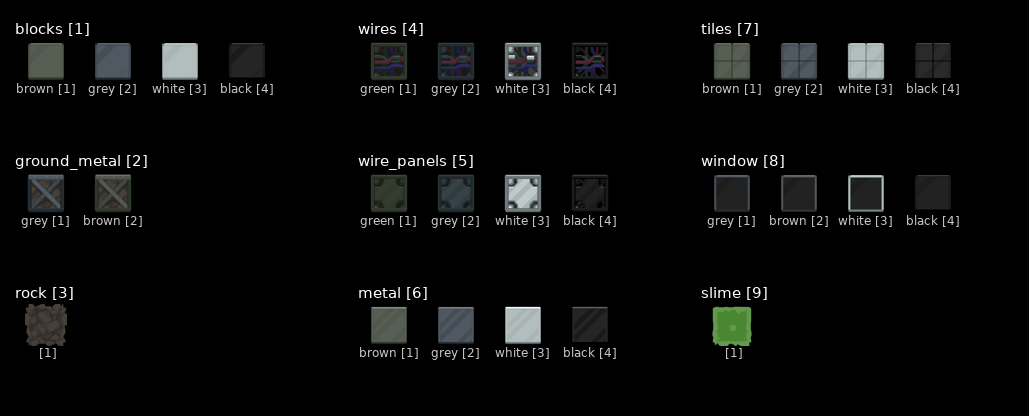 blocks [1]
brown [1] grey [2] white [3] black [4]
wires [4]
green [1] grey [2] white [3] black [4]
tiles [7]
brown [1] grey [2] white [3] black [4]
ground_metal [2]
grey [1] brown [2]
wire_panels [5]
green [1] grey [2] white [3] black [4]
window [8]
grey [1] brown [2] white [3] black [4]
rock [3]
[1]
metal [6]
brown [1] grey [2] white [3] black [4]
slime [9]
[1]